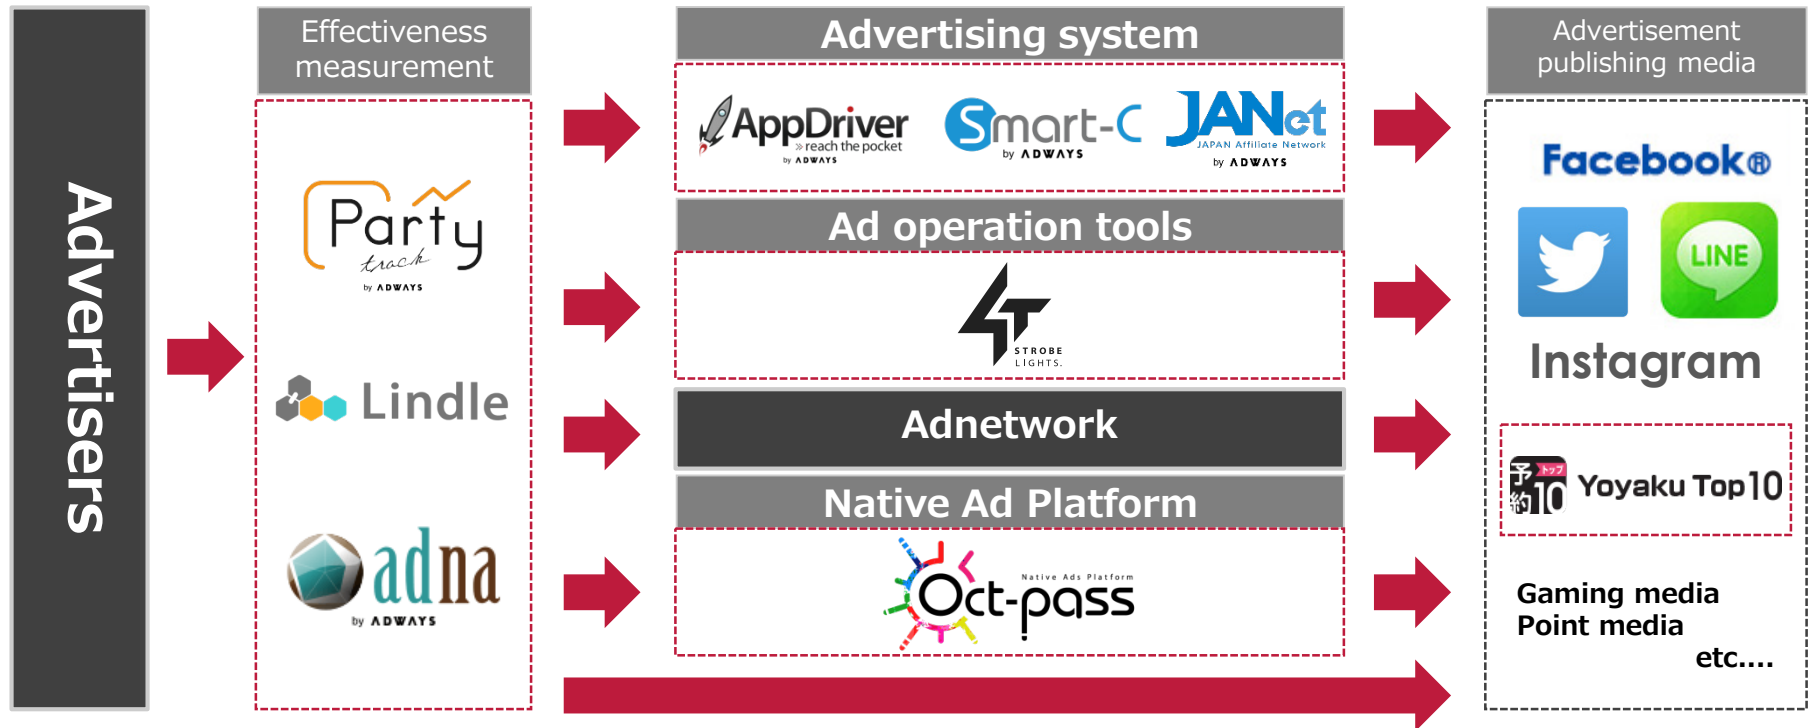 Advertisers
Effectiveness
measurement
Party
track
by ADWAYS
Lindle
adna
by ADWAYS
Advertising system
AppDriver
» reach the pocket
by ADWAYS
Smart-C
by ADWAYS
JANet
JAPAN Affiliate Network
by ADWAYS
Ad operation tools
STROBE
LIGHTS.
Adnetwork
Native Ad Platform
Native Ads Platform
Oct-pass
Advertisement
publishing media
Facebook®
LINE
Instagram
予約
トップ
10
Yoyaku Top10
Gaming media
Point media
etc....